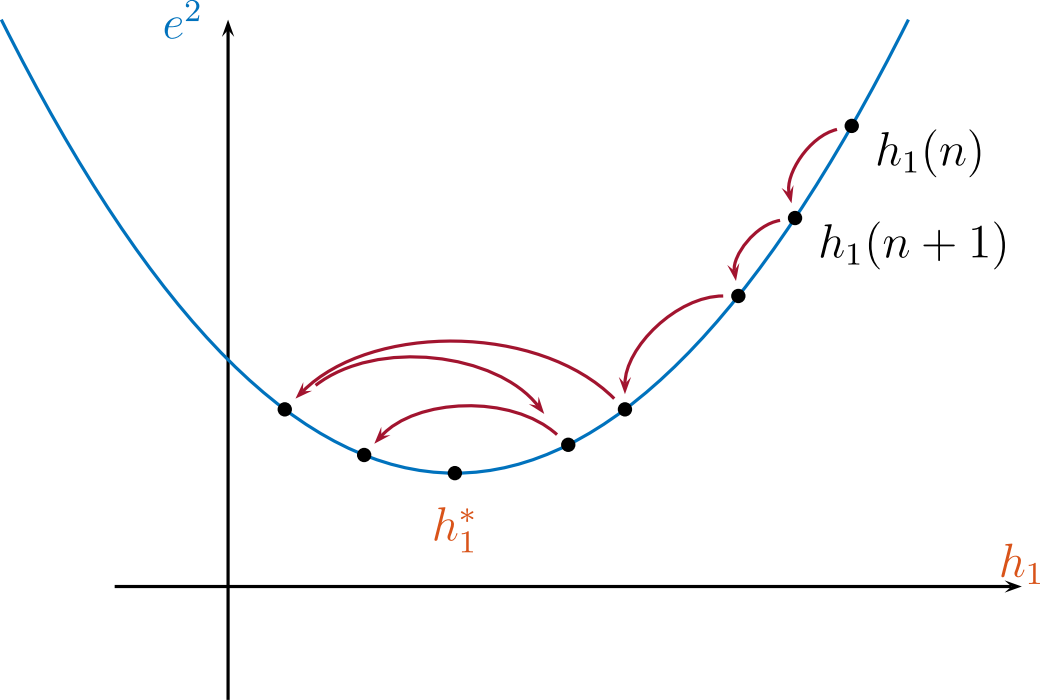 e²
h₁(n)
h₁(n + 1)
h₁*
h₁